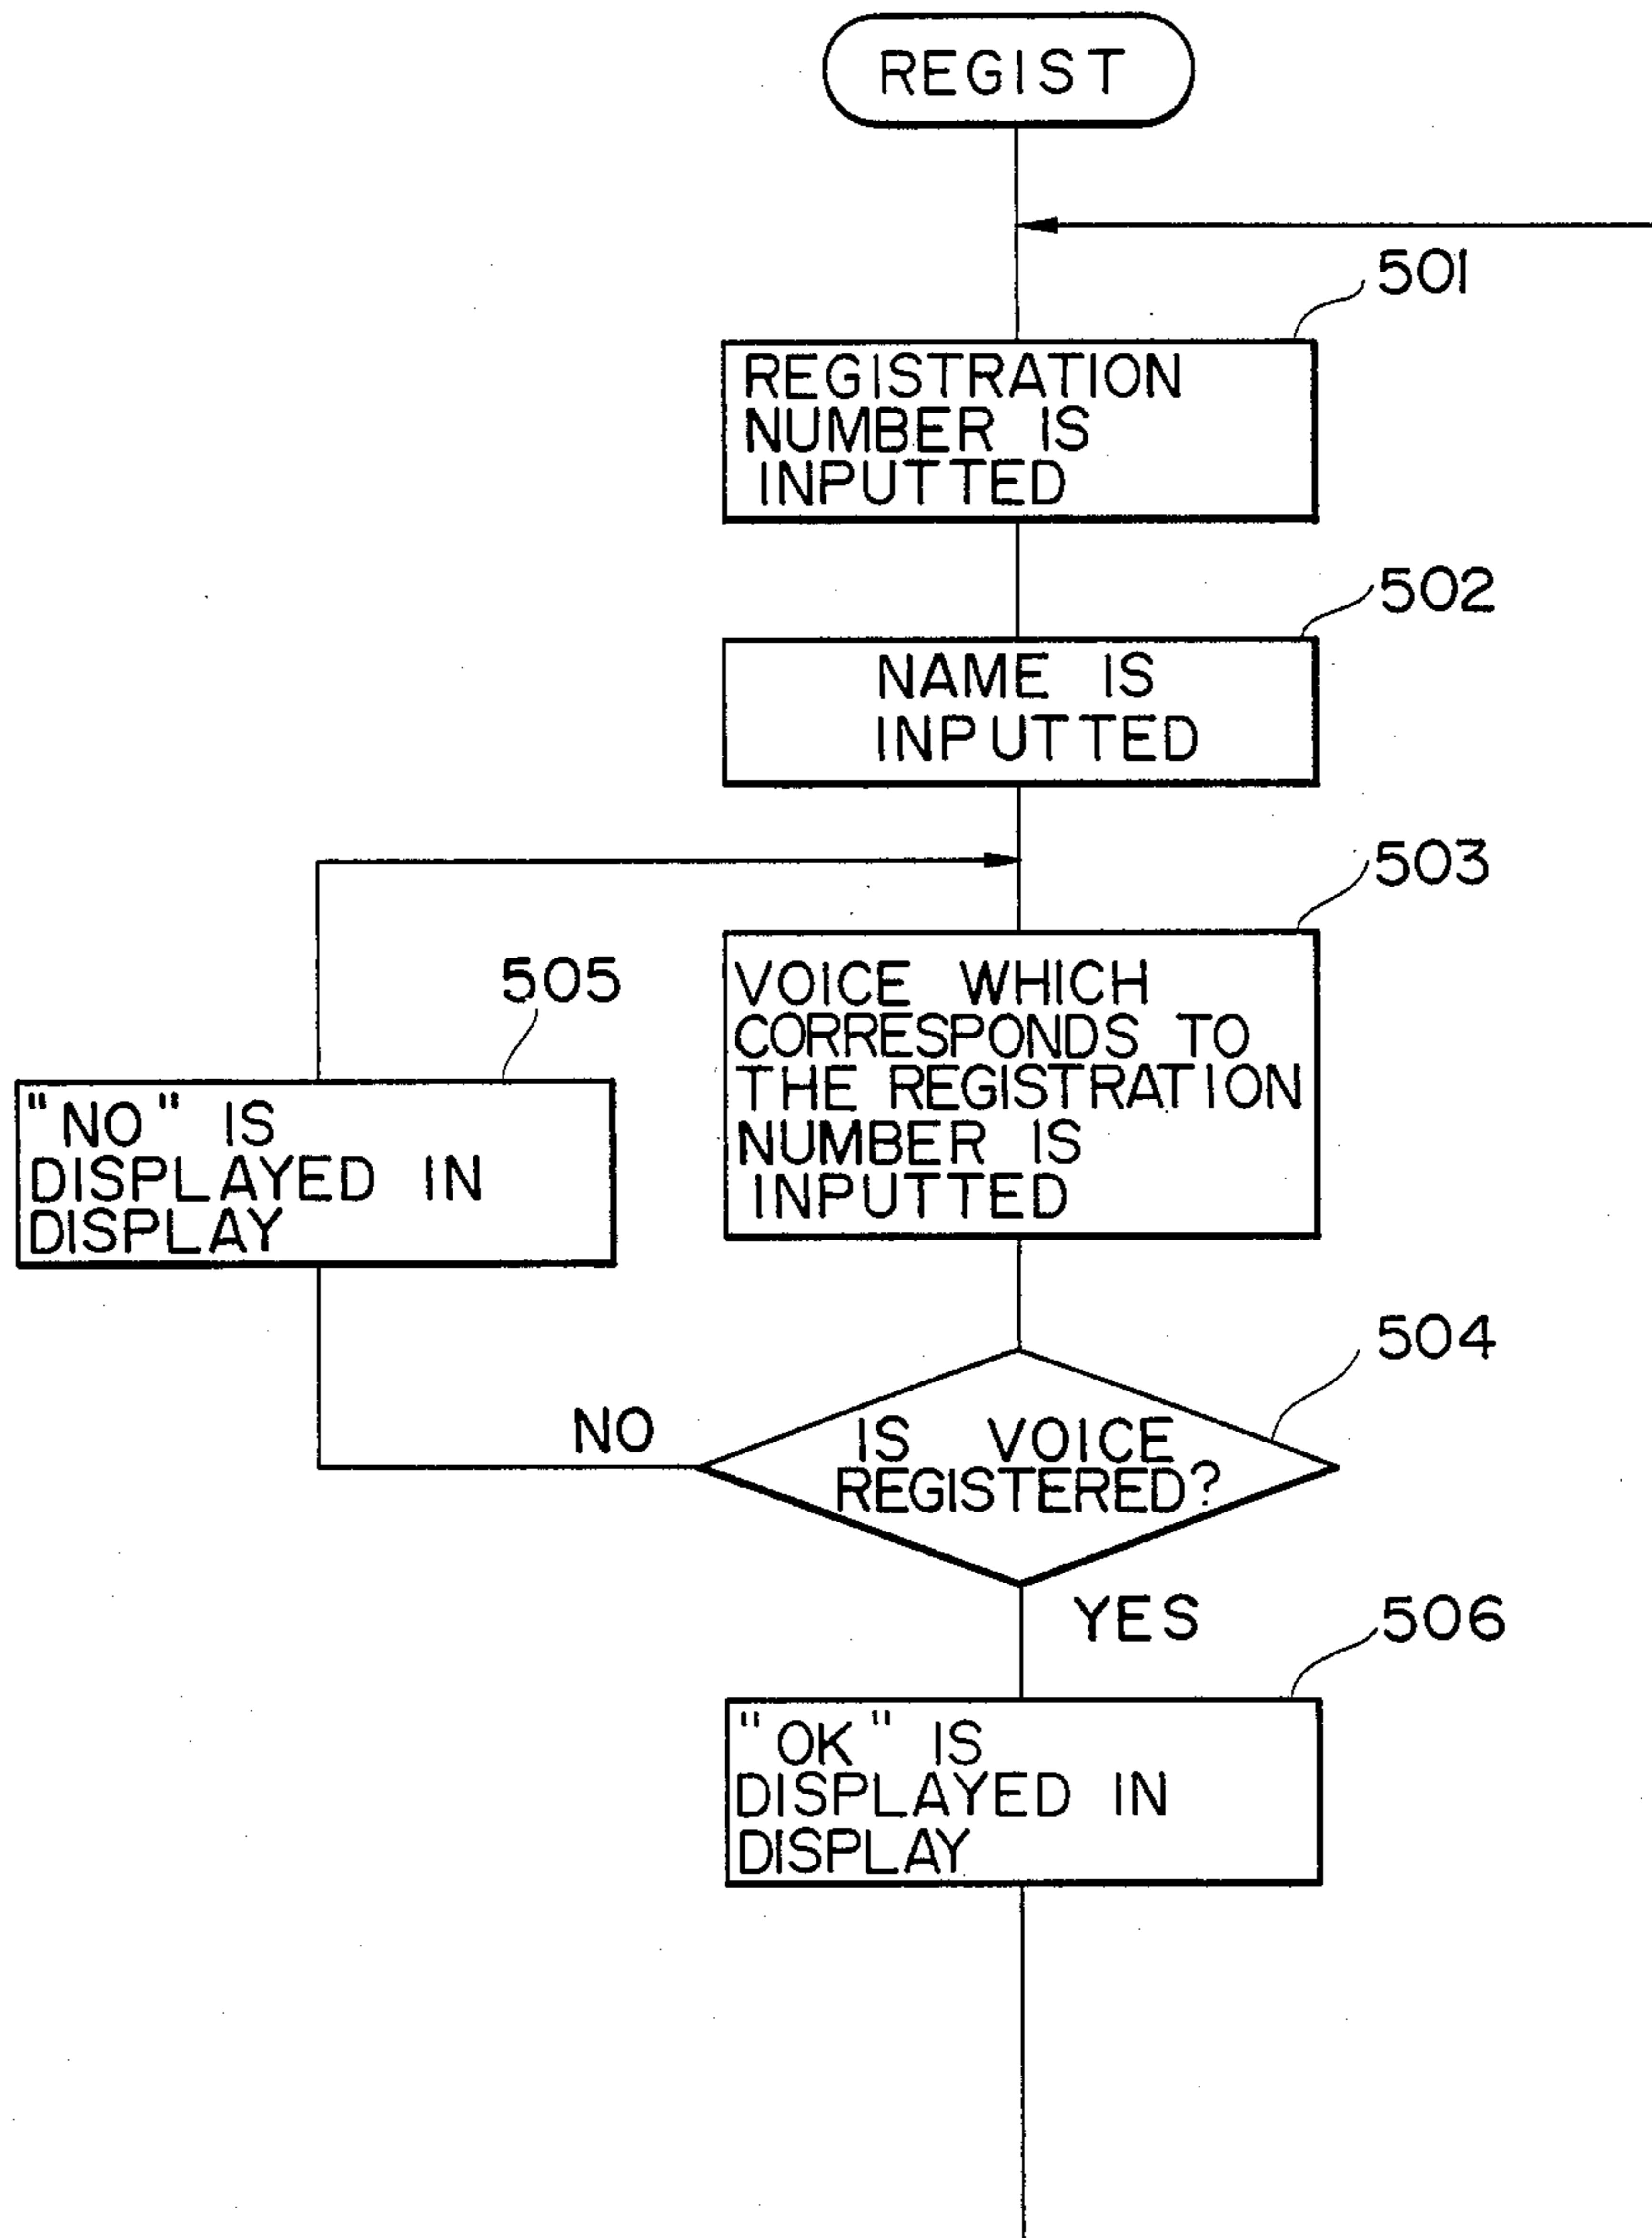 REGIST
501
REGISTRATION
NUMBER IS
INPUTTED
502
NAME IS
INPUTTED
503
VOICE WHICH
CORRESPONDS TO
THE REGISTRATION
NUMBER IS
INPUTTED
505
"NO" IS
DISPLAYED IN
DISPLAY
504
NO
IS VOICE
REGISTERED?
YES
506
"OK" IS
DISPLAYED IN
DISPLAY